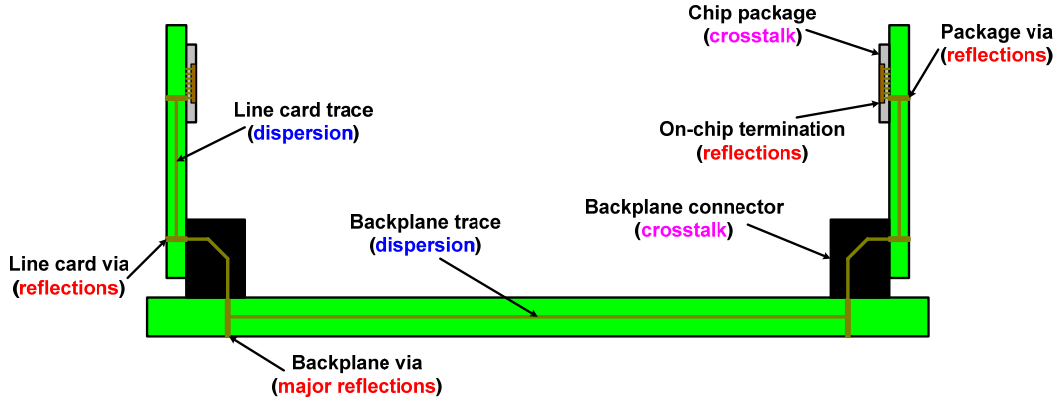 Chip package
(crosstalk)
Package via
(reflections)
Line card trace
(dispersion)
On-chip termination
(reflections)
Backplane trace
(dispersion)
Backplane connector
(crosstalk)
Line card via
(reflections)
Backplane via
(major reflections)